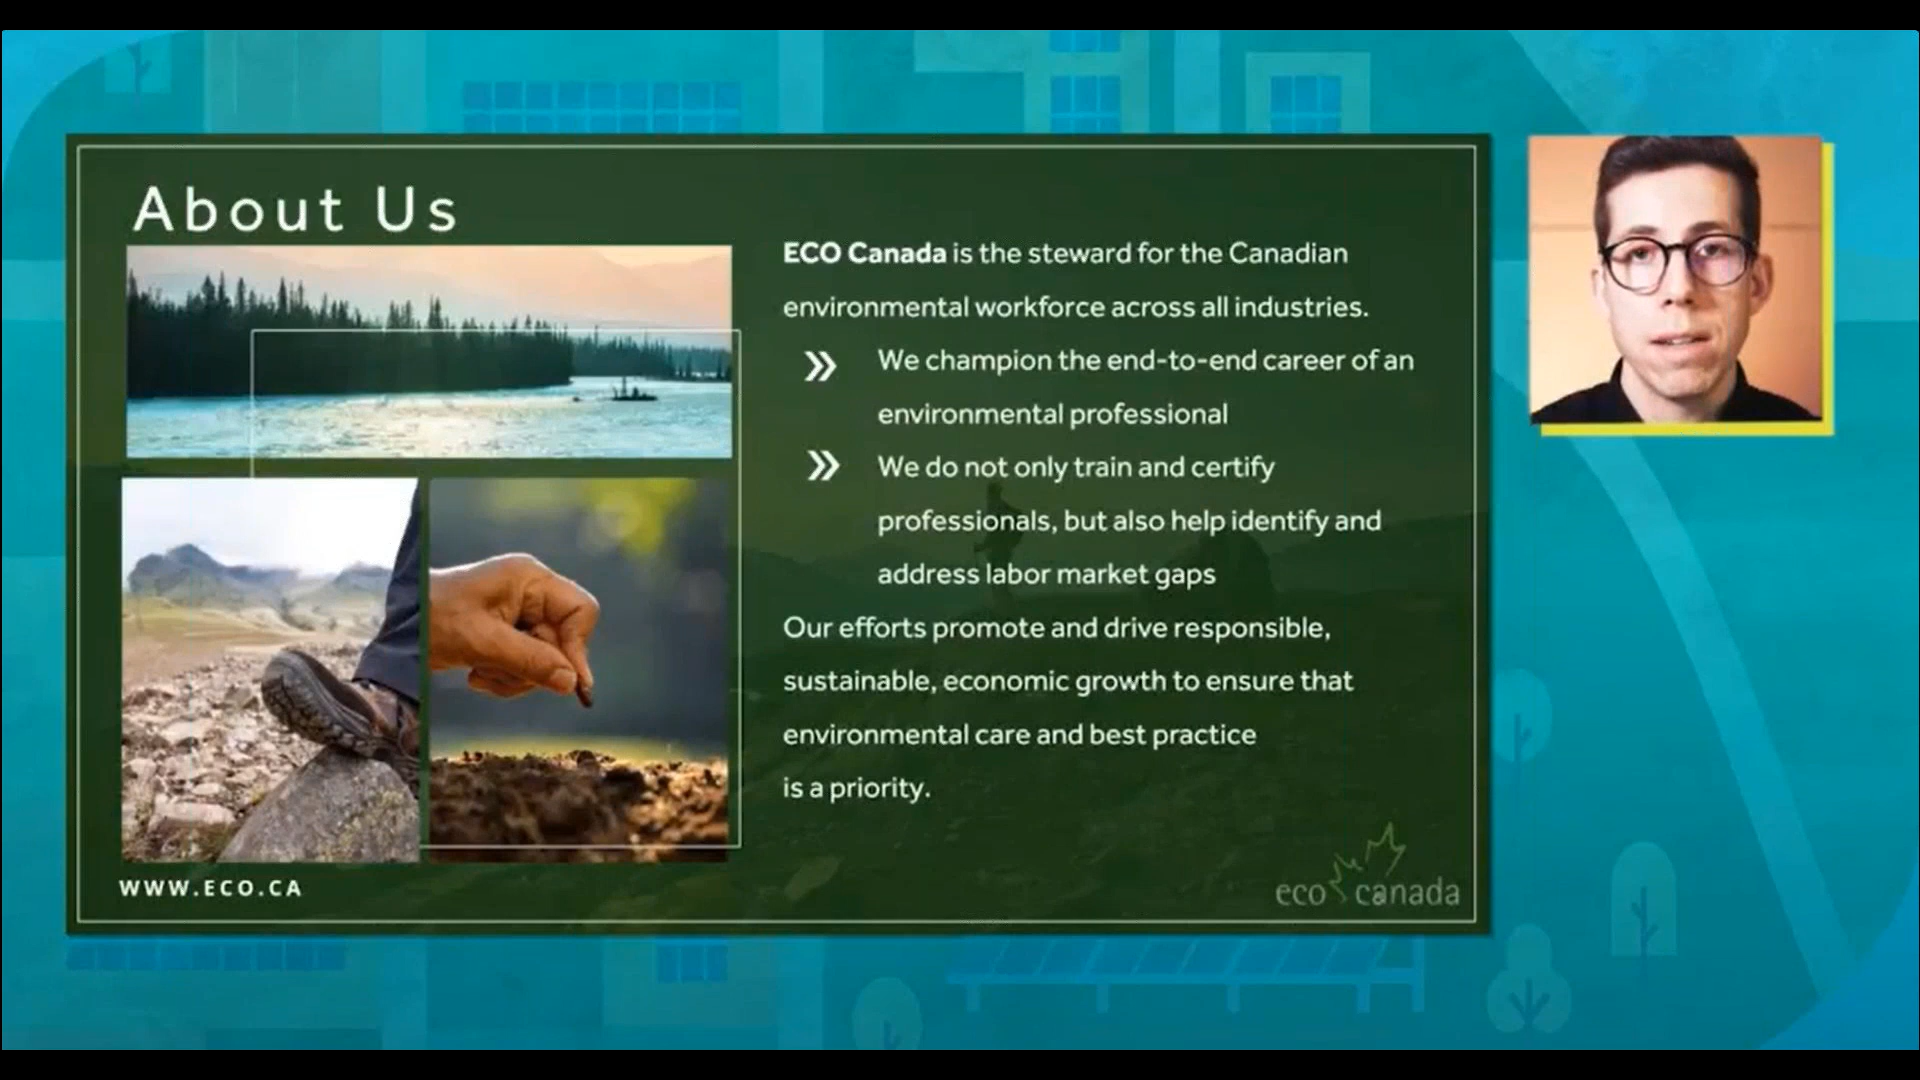 About Us
ECO Canada is the steward for the Canadian
environmental workforce across all industries.
We champion the end-to-end career of an
environmental professional
We do not only train and certify
professionals, but also help identify and
address labor market gaps
Our efforts promote and drive responsible,
sustainable, economic growth to ensure that
environmental care and best practice
is a priority.
WWW.ECO.CA
eco canada